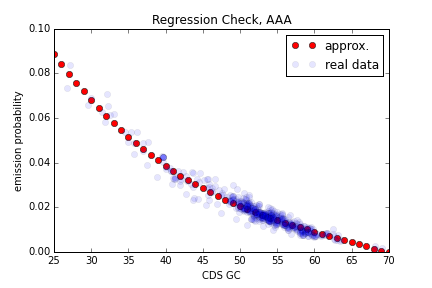 Regression Check, AAA
approx.
real data
emission probability
0.10
0.08
0.06
0.04
0.02
0.00
25 30 35 40 45 50 55 60 65 70
CDS GC